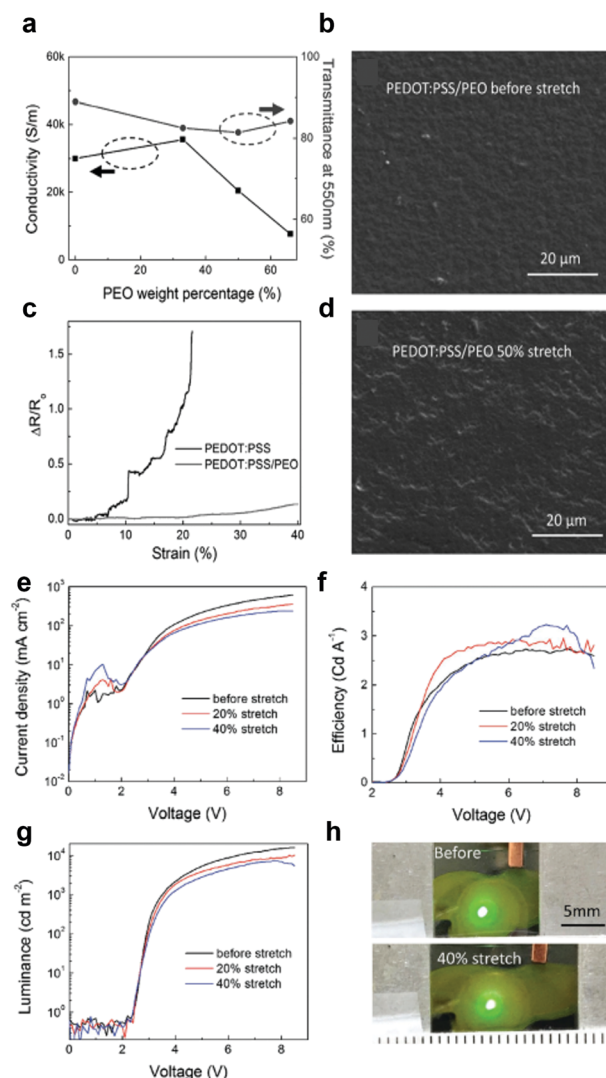 a
60k
40k
20k
0
100
80
60
Conductivity (S/m)
Transmittance at
550nm (%)
0 20 40 60
PEO weight percentage (%)
b
PEDOT:PSS/PEO before stretch
20 µm
c
1.5
1.0
0.5
0.0
ΔR/R₀
PEDOT:PSS
PEDOT:PSS/PEO
0 10 20 30 40
Strain (%)
d
PEDOT:PSS/PEO 50% stretch
20 µm
e
10³
10²
10¹
10⁰
10⁻¹
10⁻²
Current density (mA cm⁻²)
before stretch
20% stretch
40% stretch
0 2 4 6 8
Voltage (V)
f
4
3
2
1
0
Efficiency (Cd A⁻¹)
before stretch
20% stretch
40% stretch
2 4 6 8
Voltage (V)
g
10⁴
10³
10²
10¹
10⁰
Luminance (cd m⁻²)
before stretch
20% stretch
40% stretch
0 2 4 6 8
Voltage (V)
h
Before
5mm
40% stretch